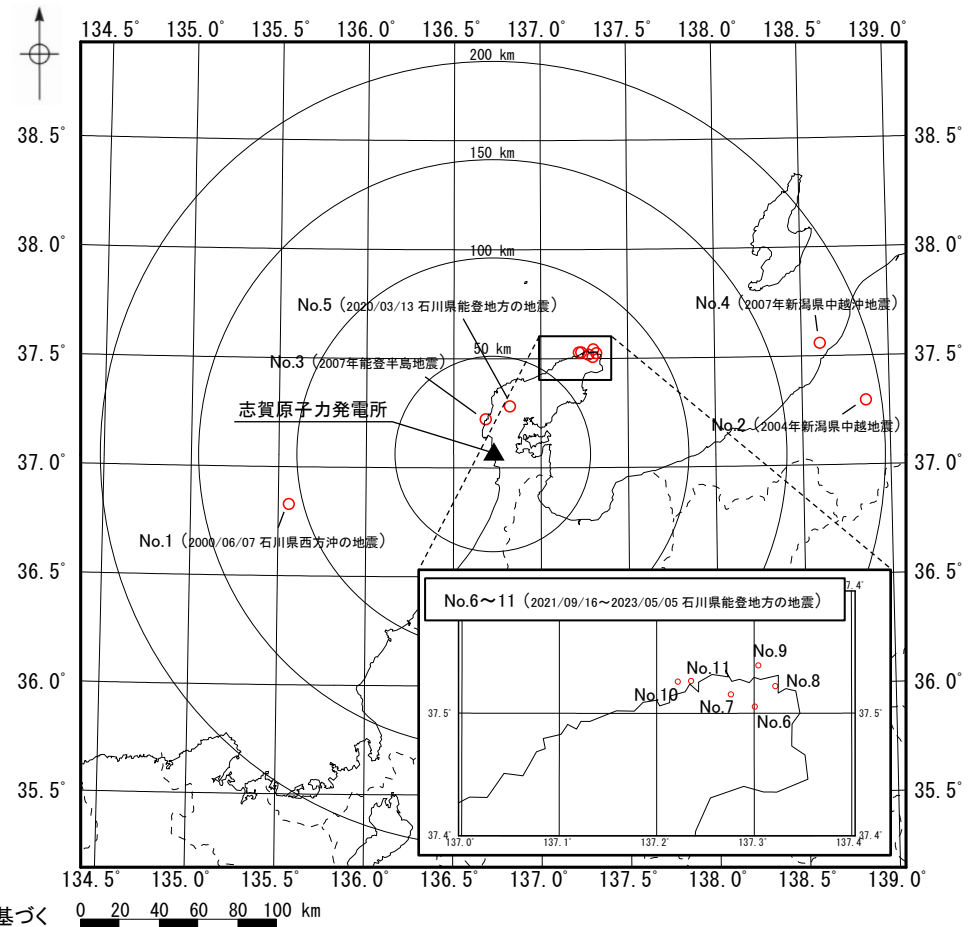 134.5° 135.0° 135.5° 136.0° 136.5° 137.0° 137.5° 138.0° 138.5° 139.0°
200 km
38.5° 38.5°
150 km
38.0° 38.0°
100 km
No.5（2020/03/13 石川県能登地方の地震）
No.4（2007年新潟県中越沖地震）
37.5° 37.5°
50 km
No.3（2007年能登半島地震）
志賀原子力発電所
No.2（2004年新潟県中越地震）
37.0° 37.0°
No.1（2000/06/07 石川県西方沖の地震）
36.5° 36.5°
37.4°
No.6～11（2021/09/16～2023/05/05 石川県能登地方の地震）
No.9
No.11
No.8
36.0° 36.0°
No.10
No.7
37.5° 37.5°
No.6
35.5° 35.5°
37.4° 37.4°
137.0° 137.1° 137.2° 137.3° 137.4°
134.5° 135.0° 135.5° 136.0° 136.5° 137.0° 137.5° 138.0° 138.5° 139.0°
基づく 0 20 40 60 80 100 km